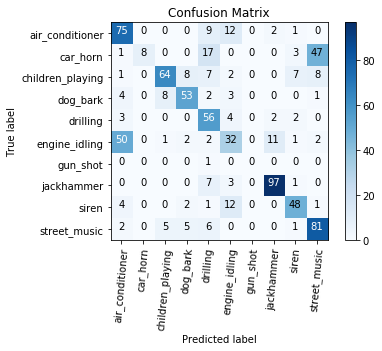 Confusion Matrix
True label
air_conditioner 75 0 0 0 9 12 0 2 1 0
car_horn 1 8 0 0 17 0 0 0 3 47
children_playing 1 0 64 8 7 2 0 0 7 8
dog_bark 4 0 8 53 2 3 0 0 0 1
drilling 3 0 0 0 56 4 0 2 2 0
engine_idling 50 0 1 2 2 32 0 11 1 2
gun_shot 0 0 0 0 1 0 0 0 0 0
jackhammer 0 0 0 0 7 3 0 97 1 0
siren 4 0 0 2 1 12 0 0 48 1
street_music 2 0 5 5 6 0 0 0 1 81
air_conditioner car_horn children_playing dog_bark drilling engine_idling gun_shot jackhammer siren street_music
Predicted label
80
60
40
20
0